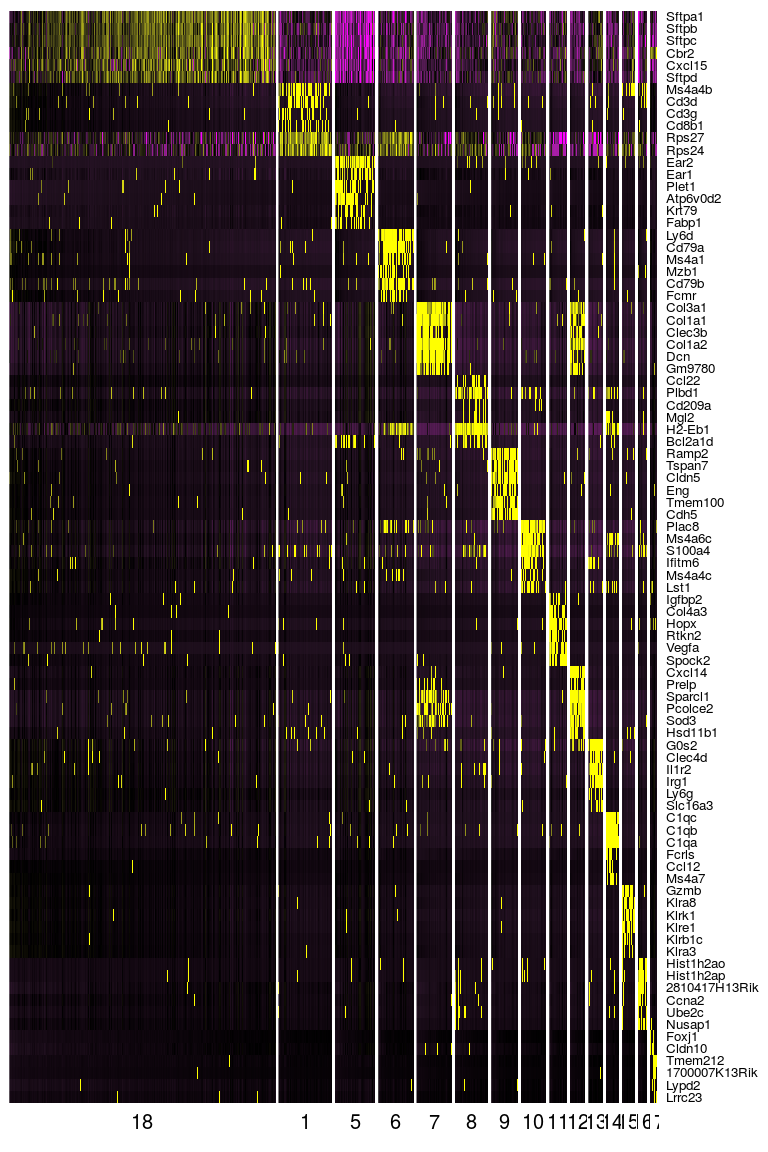 Sftpa1
Sftpb
Sftpc
Cbr2
Cxcl15
Sftpd
Ms4a4b
Cd3d
Cd3g
Cd8b1
Rps27
Rps24
Ear2
Ear1
Plet1
Atp6v0d2
Krt79
Fabp1
Ly6d
Cd79a
Ms4a1
Mzb1
Cd79b
Fcmr
Col3a1
Col1a1
Clec3b
Col1a2
Dcn
Gm9780
Ccl22
Plbd1
Cd209a
Mgl2
H2-Eb1
Bcl2a1d
Ramp2
Tspan7
Cldn5
Eng
Tmem100
Cdh5
Plac8
Ms4a6c
S100a4
Ifitm6
Ms4a4c
Lst1
Igfbp2
Col4a3
Hopx
Rtkn2
Vegfa
Spock2
Cxcl14
Prelp
Sparcl1
Pcolce2
Sod3
Hsd11b1
G0s2
Clec4d
Il1r2
Irg1
Ly6g
Slc16a3
C1qc
C1qb
C1qa
Fcrls
Ccl12
Ms4a7
Gzmb
Klra8
Klrk1
Klre1
Klrb1c
Klra3
Hist1h2ao
Hist1h2ap
2810417H13Rik
Ccna2
Ube2c
Nusap1
Foxj1
Cldn10
Tmem212
1700007K13Rik
Lypd2
Lrrc23
18 1 5 6 7 8 9 10 11 12 13 14 15